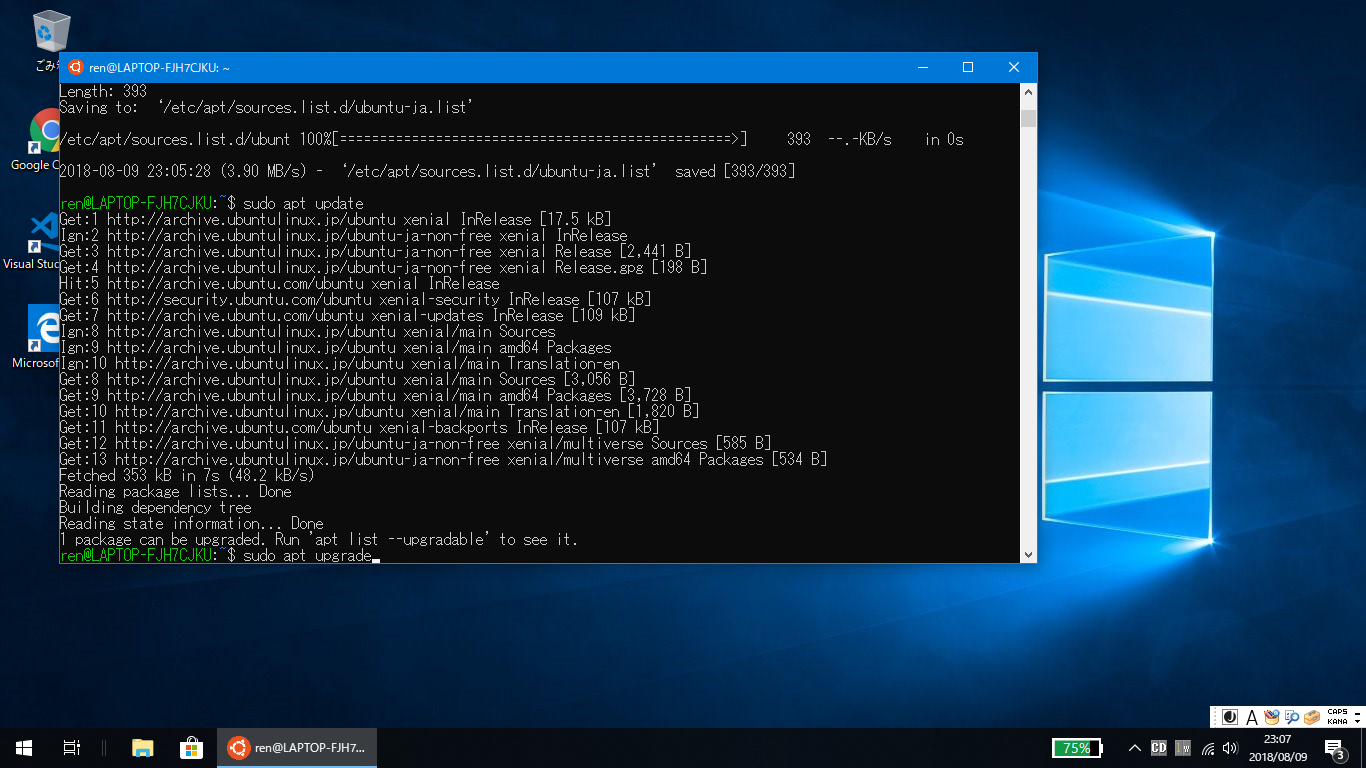 ごみ
ren@LAPTOP-FJH7CJKU: ~
Length: 393
Saving to: ‘/etc/apt/sources.list.d/ubuntu-ja.list’
/etc/apt/sources.list.d/ubunt 100%[=================================================>] 393 --.-KB/s in 0s
2018-08-09 23:05:28 (3.90 MB/s) - ‘/etc/apt/sources.list.d/ubuntu-ja.list’ saved [393/393]
ren@LAPTOP-FJH7CJKU:~$ sudo apt update
Get:1 http://archive.ubuntulinux.jp/ubuntu xenial InRelease [17.5 kB]
Ign:2 http://archive.ubuntulinux.jp/ubuntu-ja-non-free xenial InRelease
Get:3 http://archive.ubuntulinux.jp/ubuntu-ja-non-free xenial Release [2,441 B]
Get:4 http://archive.ubuntulinux.jp/ubuntu-ja-non-free xenial Release.gpg [198 B]
Hit:5 http://archive.ubuntu.com/ubuntu xenial InRelease
Get:6 http://security.ubuntu.com/ubuntu xenial-security InRelease [107 kB]
Get:7 http://archive.ubuntu.com/ubuntu xenial-updates InRelease [109 kB]
Ign:8 http://archive.ubuntulinux.jp/ubuntu xenial/main Sources
Ign:9 http://archive.ubuntulinux.jp/ubuntu xenial/main amd64 Packages
Ign:10 http://archive.ubuntulinux.jp/ubuntu xenial/main Translation-en
Get:8 http://archive.ubuntulinux.jp/ubuntu xenial/main Sources [3,056 B]
Get:9 http://archive.ubuntulinux.jp/ubuntu xenial/main amd64 Packages [3,728 B]
Get:10 http://archive.ubuntulinux.jp/ubuntu xenial/main Translation-en [1,820 B]
Get:11 http://archive.ubuntu.com/ubuntu xenial-backports InRelease [107 kB]
Get:12 http://archive.ubuntulinux.jp/ubuntu-ja-non-free xenial/multiverse Sources [585 B]
Get:13 http://archive.ubuntulinux.jp/ubuntu-ja-non-free xenial/multiverse amd64 Packages [534 B]
Fetched 353 kB in 7s (48.2 kB/s)
Reading package lists... Done
Building dependency tree
Reading state information... Done
1 package can be upgraded. Run 'apt list --upgradable' to see it.
ren@LAPTOP-FJH7CJKU:~$ sudo apt upgrade
Google C
Visual Stud
Microsof
A CAPS
KANA
ren@LAPTOP-FJH7...
75%
CD
23:07
2018/08/09
3